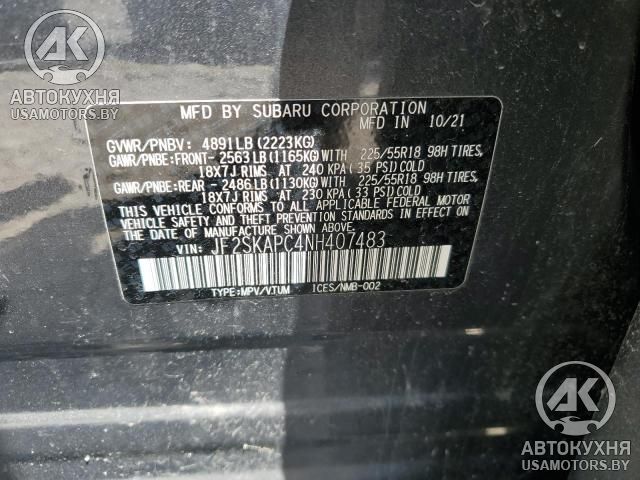 АК
АВТОКУХНЯ
USAMOTORS.BY
MFD BY SUBARU CORPORATION
MFD IN 10/21
GVWR/PNBV: 4891LB (2223KG)
GAWR/PNBE:FRONT- 2563LB (1165KG) WITH 225/55R18 98H TIRES,
18X7J RIMS AT 240 KPA (35 PSI) COLD
GAWR/PNBE:REAR - 2486LB (1130KG) WITH 225/55R18 98H TIRES,
18X7J RIMS AT 230 KPA (33 PSI) COLD
THIS VEHICLE CONFORMS TO ALL APPLICABLE FEDERAL MOTOR
VEHICLE SAFETY AND THEFT PREVENTION STANDARDS IN EFFECT ON
THE DATE OF MANUFACTURE SHOWN ABOVE.
VIN: JF2SKAPC4NH407483
TYPE:MPV/VTUM ICES/NMB-002
АК
АВТОКУХНЯ
USAMOTORS.BY